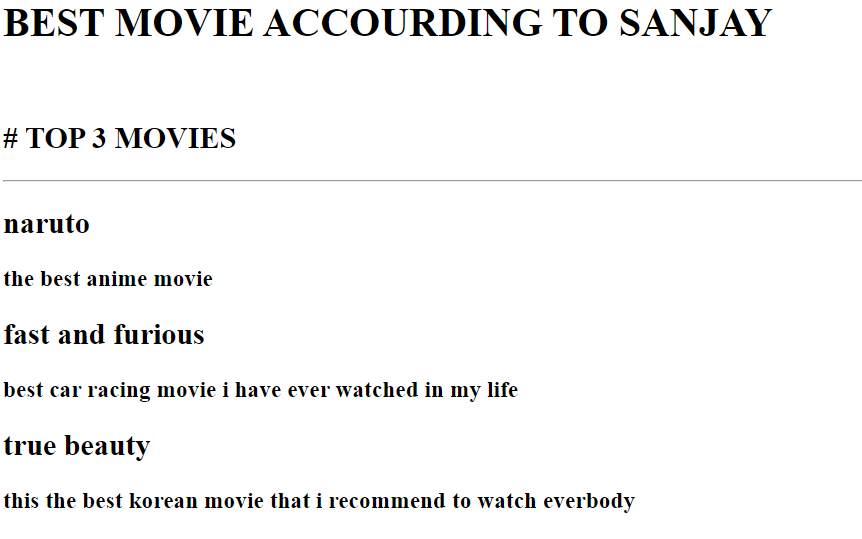 BEST MOVIE ACCOURDING TO SANJAY
# TOP 3 MOVIES
naruto
the best anime movie
fast and furious
best car racing movie i have ever watched in my life
true beauty
this the best korean movie that i recommend to watch everbody